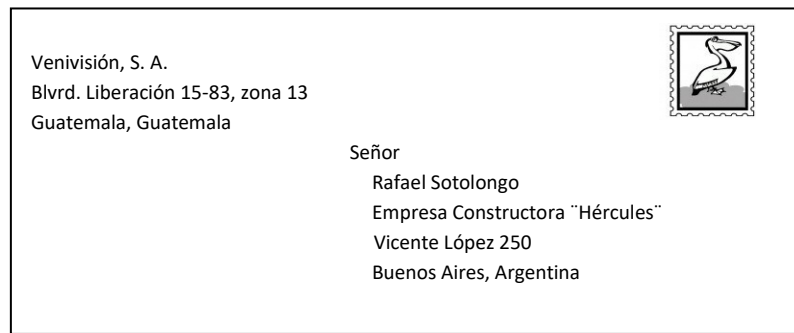 Venivisión, S. A.
Blvrd. Liberación 15-83, zona 13
Guatemala, Guatemala
Señor
Rafael Sotolongo
Empresa Constructora ¨Hércules¨
Vicente López 250
Buenos Aires, Argentina